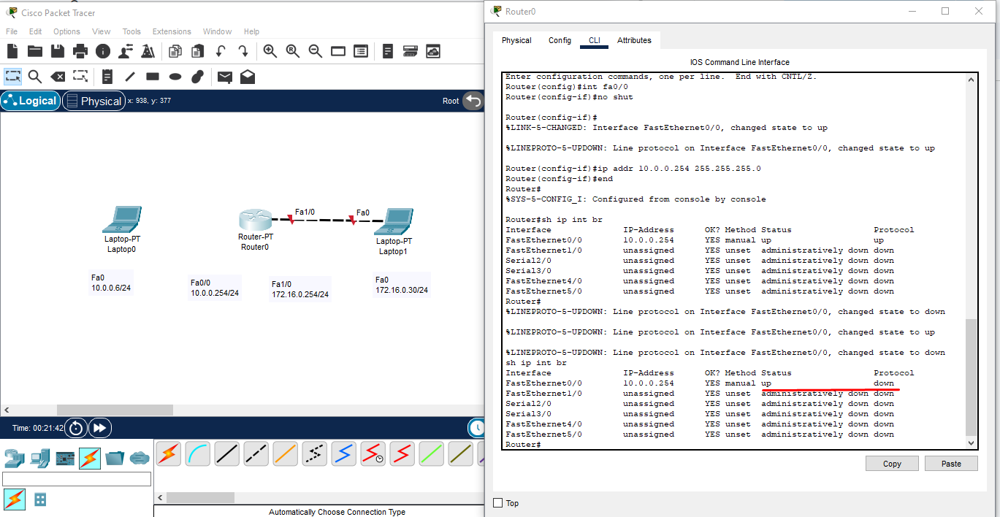 Cisco Packet Tracer
File Edit Options View Tools Extensions Window Help
Logical Physical x: 938, y: 377 Root
Fa1/0
Fa0
Laptop-PT
Laptop0
Router-PT
Router0
Laptop-PT
Laptop1
Fa0
10.0.0.6/24
Fa0/0
10.0.0.254/24
Fa1/0
172.16.0.254/24
Fa0
172.16.0.30/24
Time: 00:21:42
Automatically Choose Connection Type
Router0
Physical Config CLI Attributes
IOS Command Line Interface
Enter configuration commands, one per line.  End with CNTL/Z.
Router(config)#int fa0/0
Router(config-if)#no shut
Router(config-if)#
%LINK-5-CHANGED: Interface FastEthernet0/0, changed state to up
%LINEPROTO-5-UPDOWN: Line protocol on Interface FastEthernet0/0, changed state to up
Router(config-if)#ip addr 10.0.0.254 255.255.255.0
Router(config-if)#end
Router#
%SYS-5-CONFIG_I: Configured from console by console
Router#sh ip int br
Interface IP-Address OK? Method Status Protocol
FastEthernet0/0 10.0.0.254 YES manual up up
FastEthernet1/0 unassigned YES unset administratively down down
Serial2/0 unassigned YES unset administratively down down
Serial3/0 unassigned YES unset administratively down down
FastEthernet4/0 unassigned YES unset administratively down down
FastEthernet5/0 unassigned YES unset administratively down down
Router#
%LINEPROTO-5-UPDOWN: Line protocol on Interface FastEthernet0/0, changed state to down
%LINEPROTO-5-UPDOWN: Line protocol on Interface FastEthernet0/0, changed state to up
%LINEPROTO-5-UPDOWN: Line protocol on Interface FastEthernet0/0, changed state to down
sh ip int br
Interface IP-Address OK? Method Status Protocol
FastEthernet0/0 10.0.0.254 YES manual up down
FastEthernet1/0 unassigned YES unset administratively down down
Serial2/0 unassigned YES unset administratively down down
Serial3/0 unassigned YES unset administratively down down
FastEthernet4/0 unassigned YES unset administratively down down
FastEthernet5/0 unassigned YES unset administratively down down
Router#
Copy Paste
Top